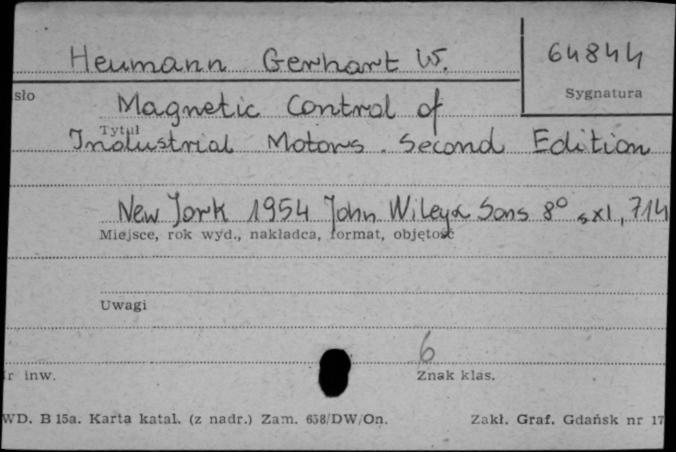 Heumann Gerhart W.
64844
Sygnatura
sło
Magnetic Control of
Tytuł
Industrial Motors. Second Edition
New York 1954 John Wiley & Sons 8° sXI, 714
Miejsce, rok wyd., nakładca, format, objętość
Uwagi
6
r inw.
Znak klas.
WD. B 15a. Karta katal. (z nadr.) Zam. 658/DW/On.
Zakł. Graf. Gdańsk nr 17